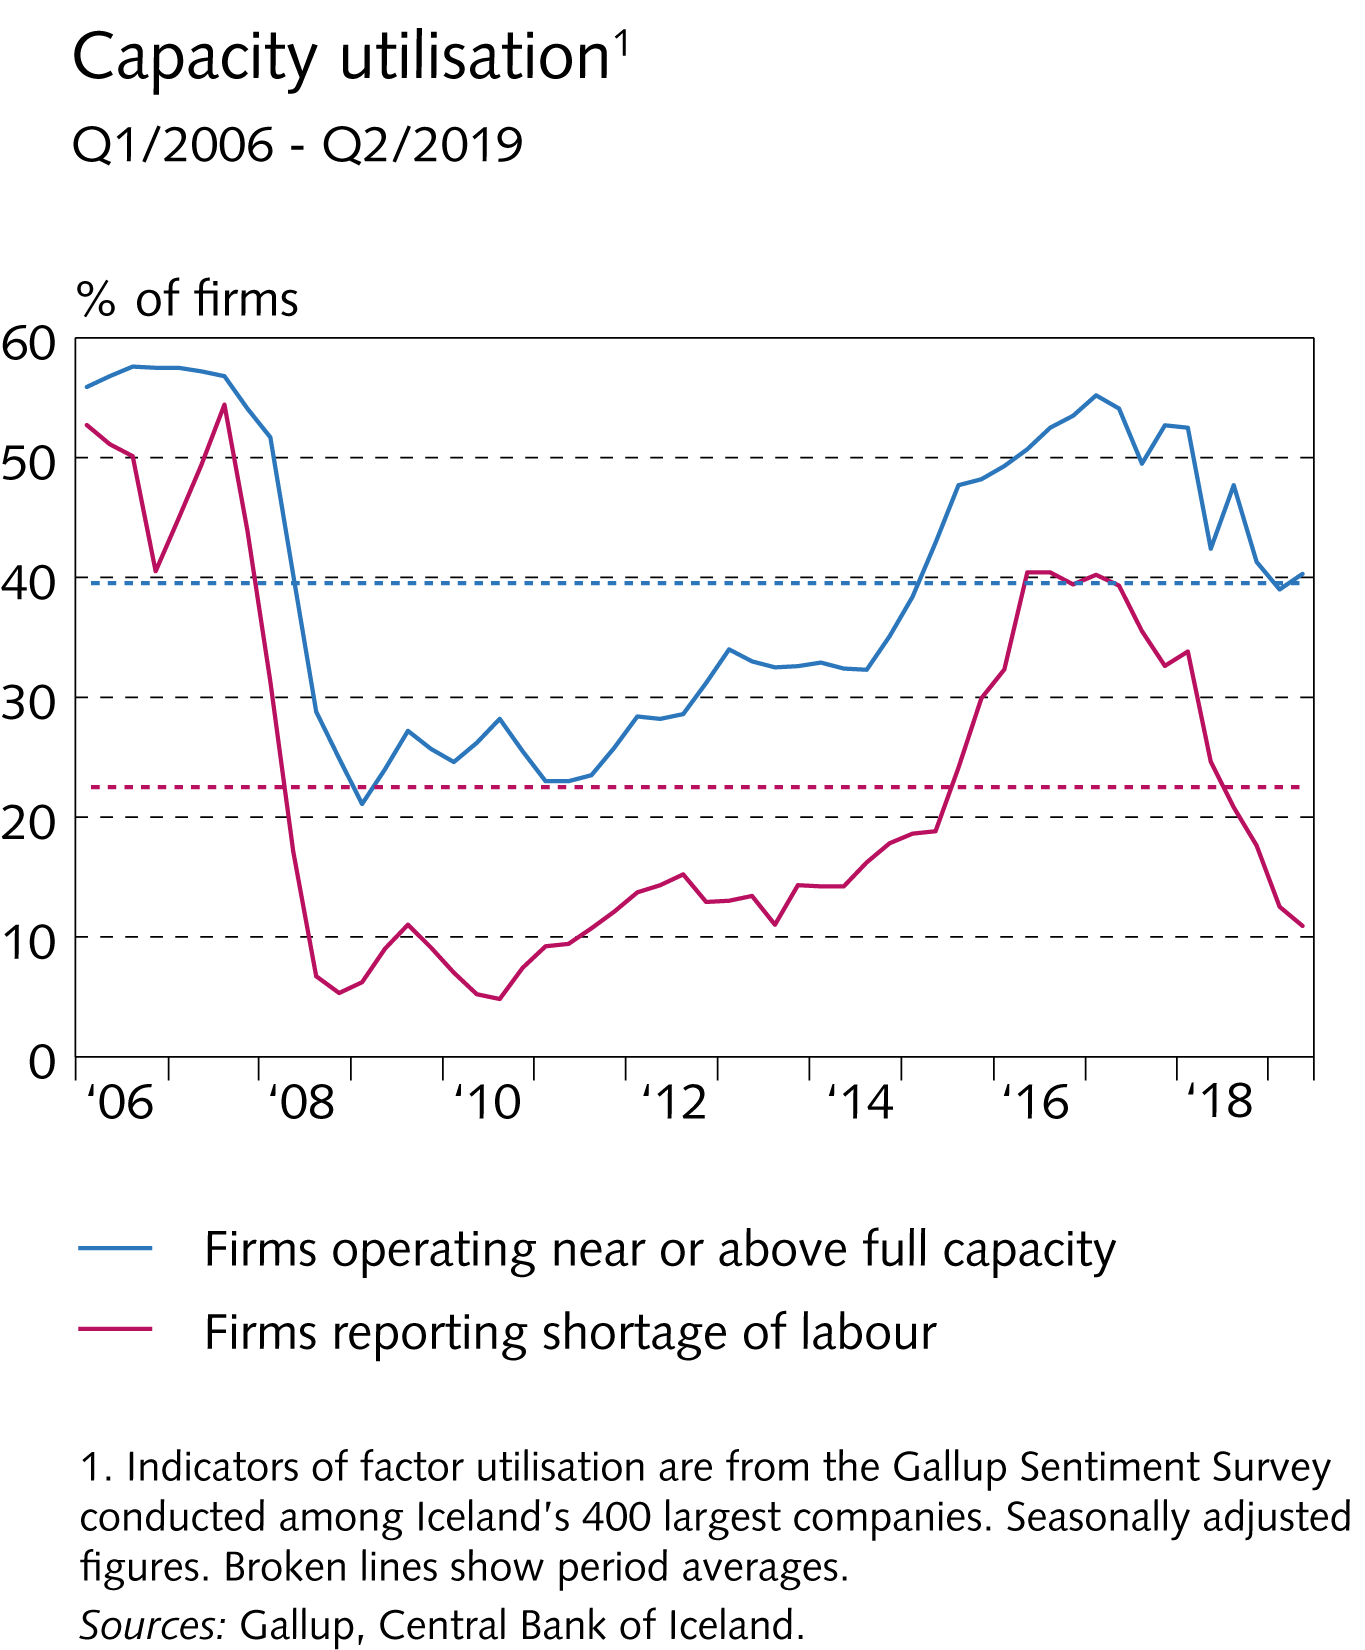 Capacity utilisation¹
Q1/2006 - Q2/2019
% of firms
60
50
40
30
20
10
0
‘06 ‘08 ‘10 ‘12 ‘14 ‘16 ‘18
Firms operating near or above full capacity
Firms reporting shortage of labour
1. Indicators of factor utilisation are from the Gallup Sentiment Survey
conducted among Iceland's 400 largest companies. Seasonally adjusted
figures. Broken lines show period averages.
Sources: Gallup, Central Bank of Iceland.